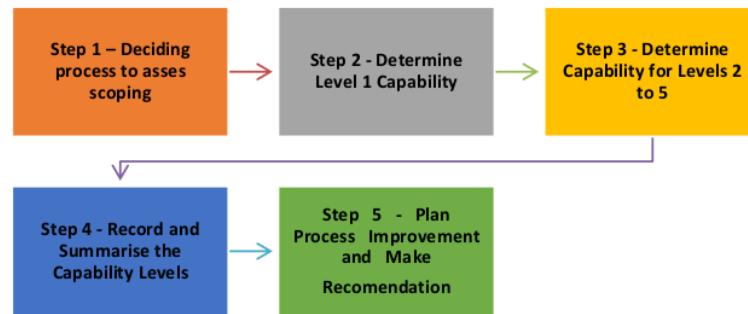 Step 1 – Deciding
process to asses
scoping
Step 2 - Determine
Level 1 Capability
Step 3 - Determine
Capability for Levels 2
to 5
Step 4 - Record and
Summarise the
Capability Levels
Step 5 - Plan
Process Improvement
and Make
Recomendation